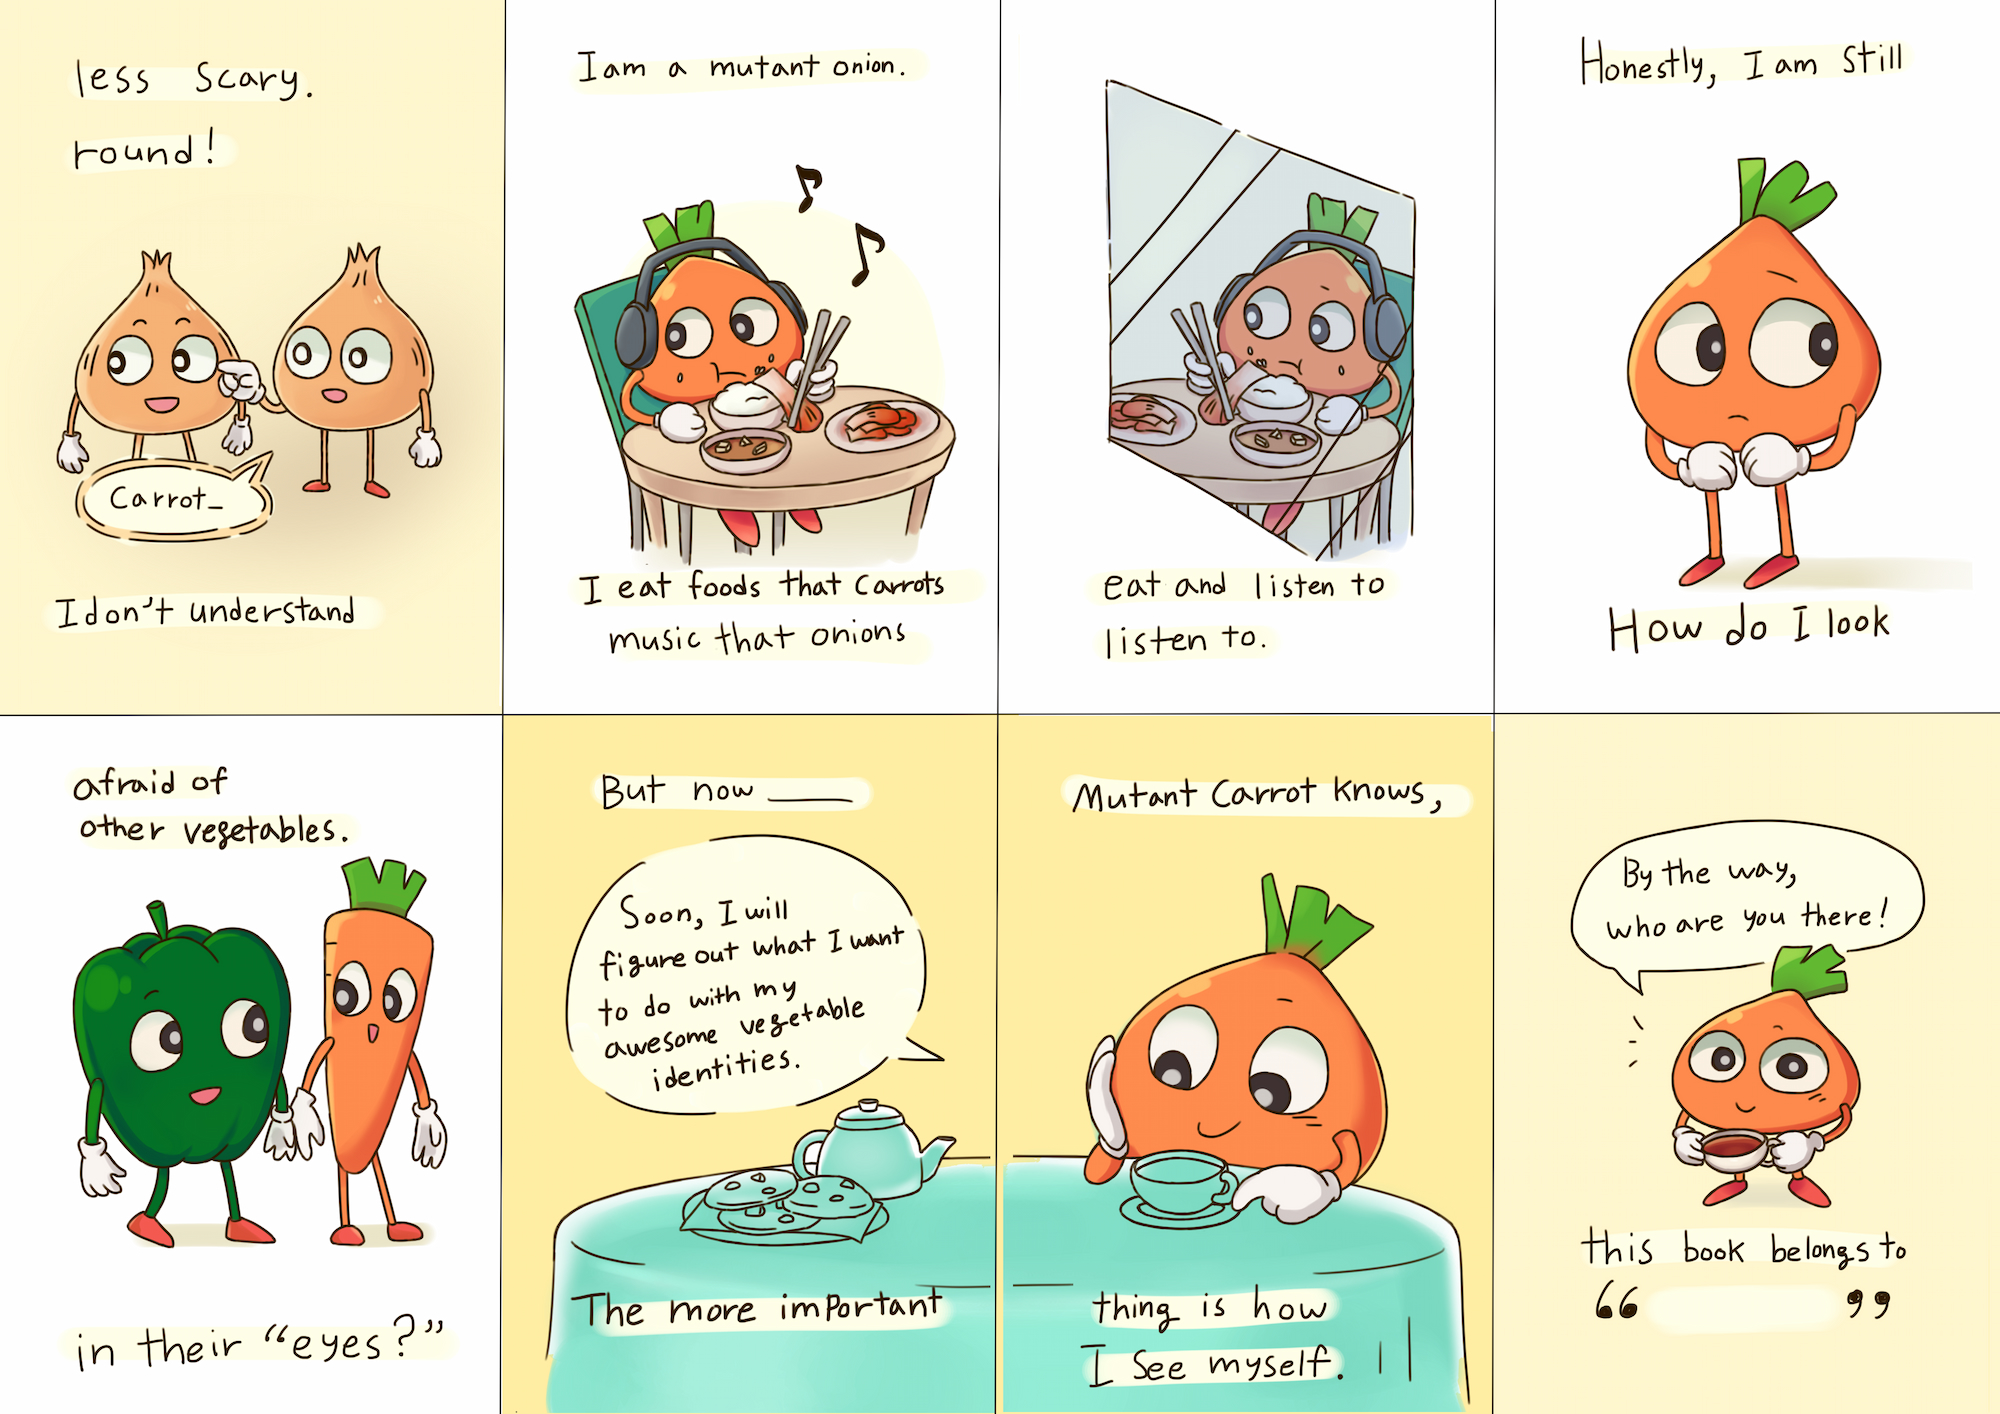 less scary.
round!
Carrot_
I don't understand
I am a mutant onion.
I eat foods that carrots
music that onions
eat and listen to
listen to.
Honestly, I am still
How do I look
afraid of
other vegetables.
in their "eyes?"
But now ____
Soon, I will
figure out what I want
to do with my
awesome vegetable
identities.
The more important
Mutant Carrot knows,
thing is how
I see myself.
By the way,
who are you there!
this book belongs to
“ ”